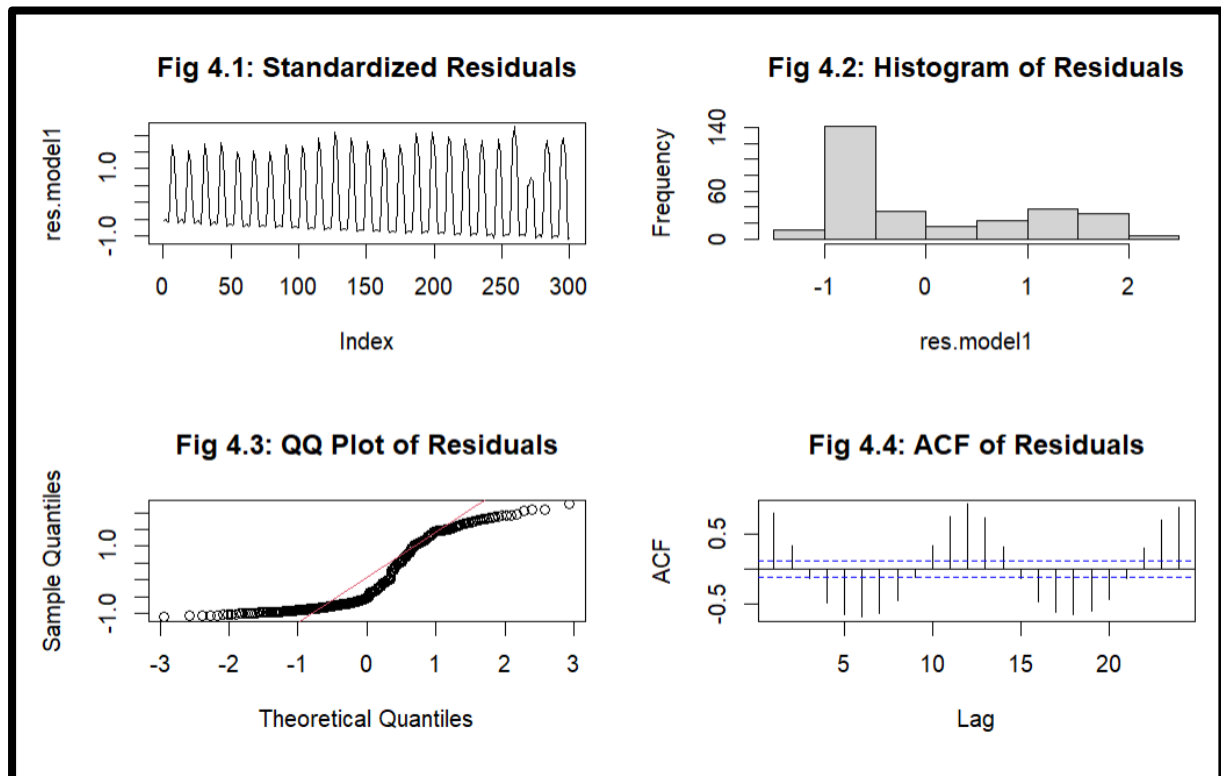 Fig 4.1: Standardized Residuals
res.model1
-1.0 1.0
0 50 100 150 200 250 300
Index
Fig 4.2: Histogram of Residuals
Frequency
0 60 140
-1 0 1 2
res.model1
Fig 4.3: QQ Plot of Residuals
Sample Quantiles
-1.0 1.0
-3 -2 -1 0 1 2 3
Theoretical Quantiles
Fig 4.4: ACF of Residuals
ACF
-0.5 0.5
5 10 15 20
Lag